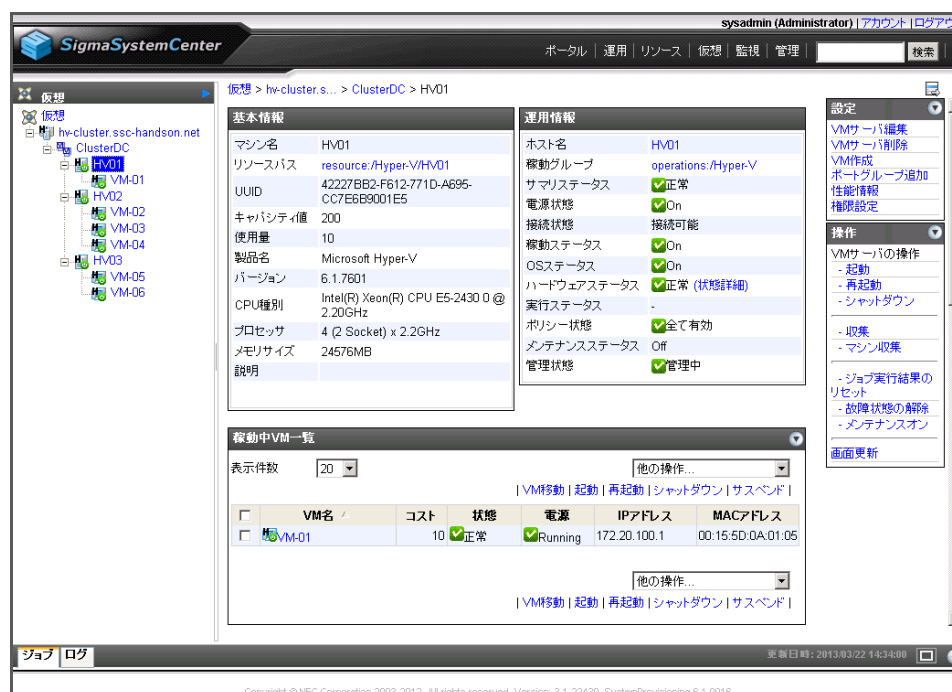 sysadmin (Administrator) | アカウント | ログアウ
SigmaSystemCenter
ポータル | 運用 | リソース | 仮想 | 監視 | 管理 | 検索
仮想
仮想
hv-cluster.ssc-handson.net
ClusterDC
HV01
VM-01
HV02
VM-02
VM-03
VM-04
HV03
VM-05
VM-06
仮想 > hv-cluster.s... > ClusterDC > HV01
基本情報
マシン名 HV01
リソースパス resource:/Hyper-V/HV01
UUID 42227BB2-F612-771D-A695-
CC7E6B9001E5
キャパシティ値 200
使用量 10
製品名 Microsoft Hyper-V
バージョン 6.1.7601
CPU種別 Intel(R) Xeon(R) CPU E5-2430 0 @
2.20GHz
プロセッサ 4 (2 Socket) x 2.2GHz
メモリサイズ 24576MB
説明
運用情報
ホスト名 HV01
稼動グループ operations:/Hyper-V
サマリステータス 正常
電源状態 On
接続状態 接続可能
稼動ステータス On
OSステータス On
ハードウェアステータス 正常 (状態詳細)
実行ステータス -
ポリシー状態 全て有効
メンテナンスステータス Off
管理状態 管理中
稼動中VM一覧
表示件数 20
他の操作...
| VM移動 | 起動 | 再起動 | シャットダウン | サスペンド |
VM名 コスト 状態 電源 IPアドレス MACアドレス
VM-01 10 正常 Running 172.20.100.1 00:15:5D:0A:01:05
他の操作...
| VM移動 | 起動 | 再起動 | シャットダウン | サスペンド |
設定
VMサーバ編集
VMサーバ削除
VM作成
ポートグループ追加
性能情報
権限設定
操作
VMサーバの操作
- 起動
- 再起動
- シャットダウン
- 収集
- マシン収集
- ジョブ実行結果の
リセット
- 故障状態の解除
- メンテナンスオン
画面更新
ジョブ ログ
更新日時: 2013/03/22 14:34:00
Copyright © NEC Corporation 2003-2012. All rights reserved. Version: 3.1.22430, SystemProvisioning 6.1.0016